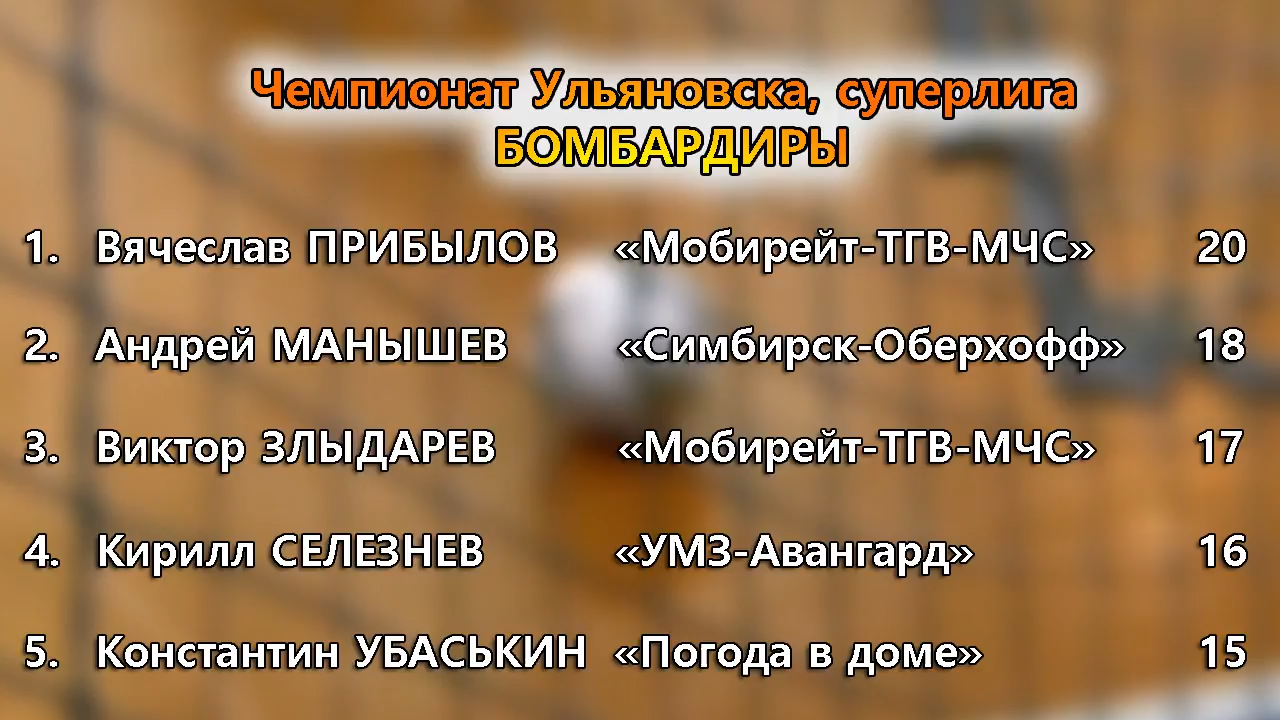 Чемпионат Ульяновска, суперлига
БОМБАРДИРЫ
1. Вячеслав ПРИБЫЛОВ «Мобирейт-ТГВ-МЧС» 20
2. Андрей МАНЫШЕВ «Симбирск-Оберхофф» 18
3. Виктор ЗЛЫДАРЕВ «Мобирейт-ТГВ-МЧС» 17
4. Кирилл СЕЛЕЗНЕВ «УМЗ-Авангард» 16
5. Константин УБАСЬКИН «Погода в доме» 15